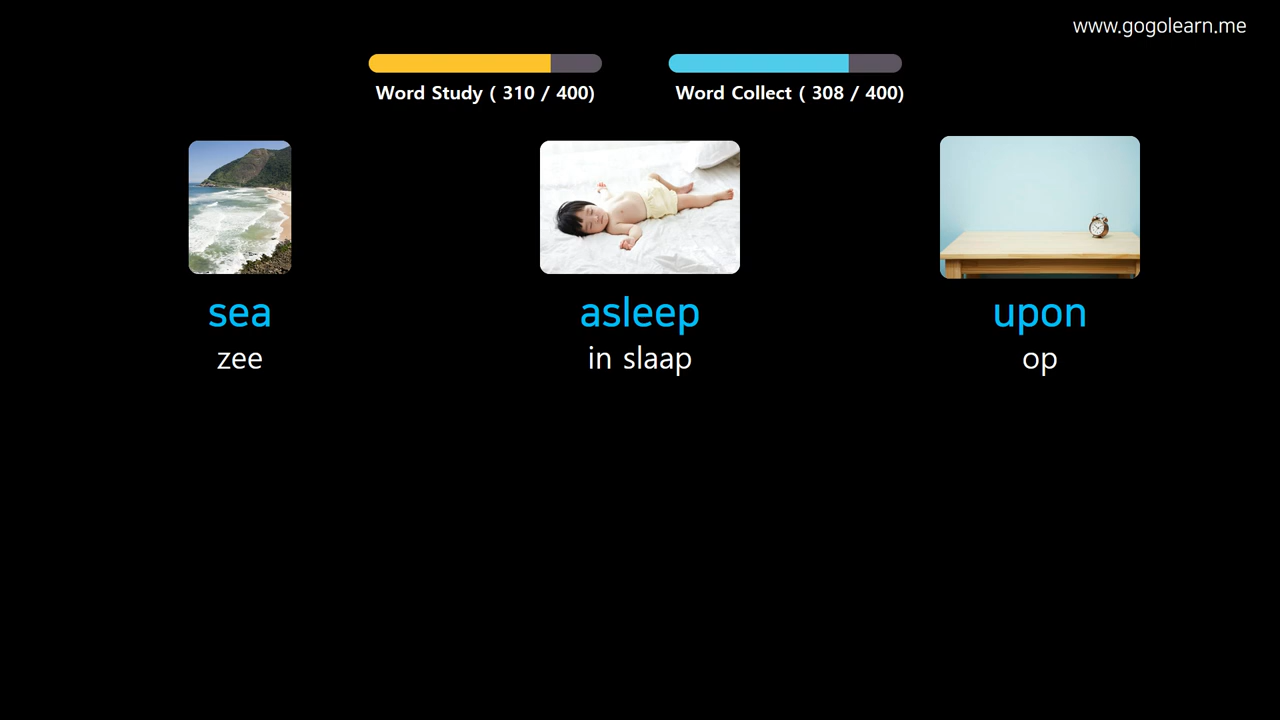 www.gogolearn.me
Word Study ( 310 / 400)
Word Collect ( 308 / 400)
sea
zee
asleep
in slaap
upon
op